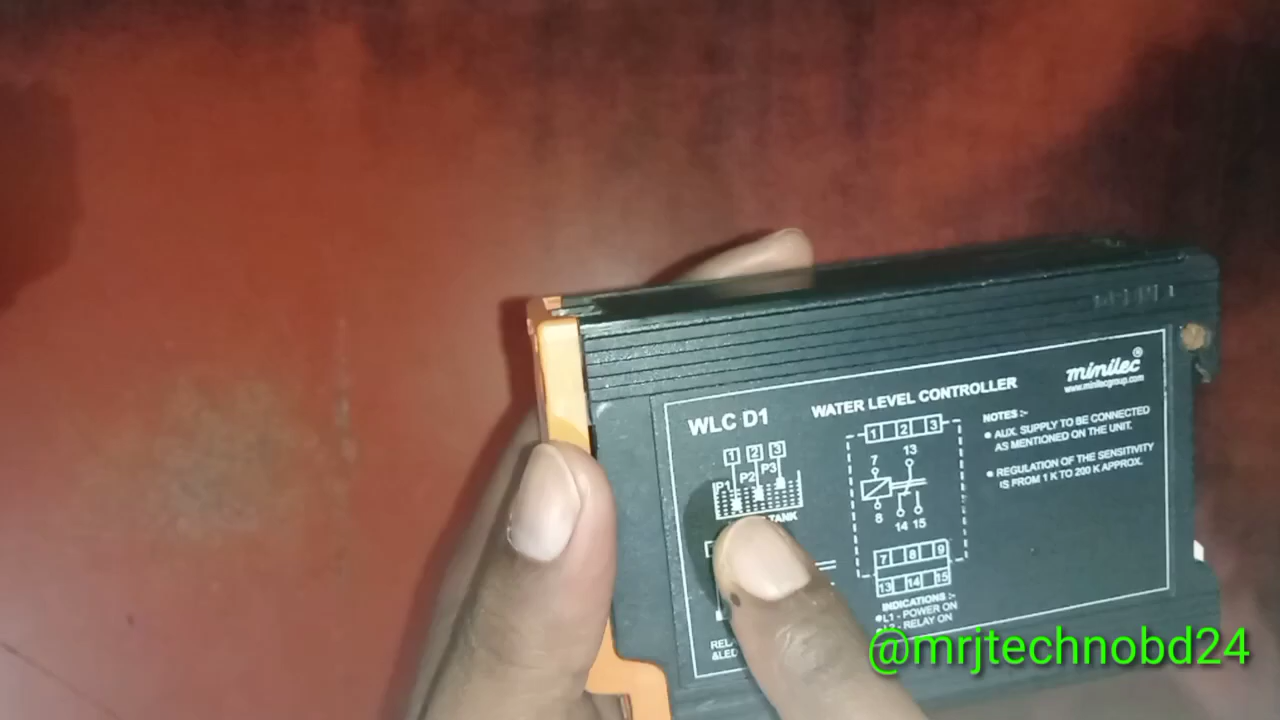 minilec®
www.minilecgroup.com
WLC D1
WATER LEVEL CONTROLLER
NOTES :-
• AUX. SUPPLY TO BE CONNECTED
AS MENTIONED ON THE UNIT.
• REGULATION OF THE SENSITIVITY
IS FROM 1 K TO 200 K APPROX.
1 2 3
P1 P2 P3
TANK
1 2 3
7 13
8 14 15
7 8 9
13 14 15
INDICATIONS :-
• L1 - POWER ON
RELAY ON
&LED
@mrjtechnobd24